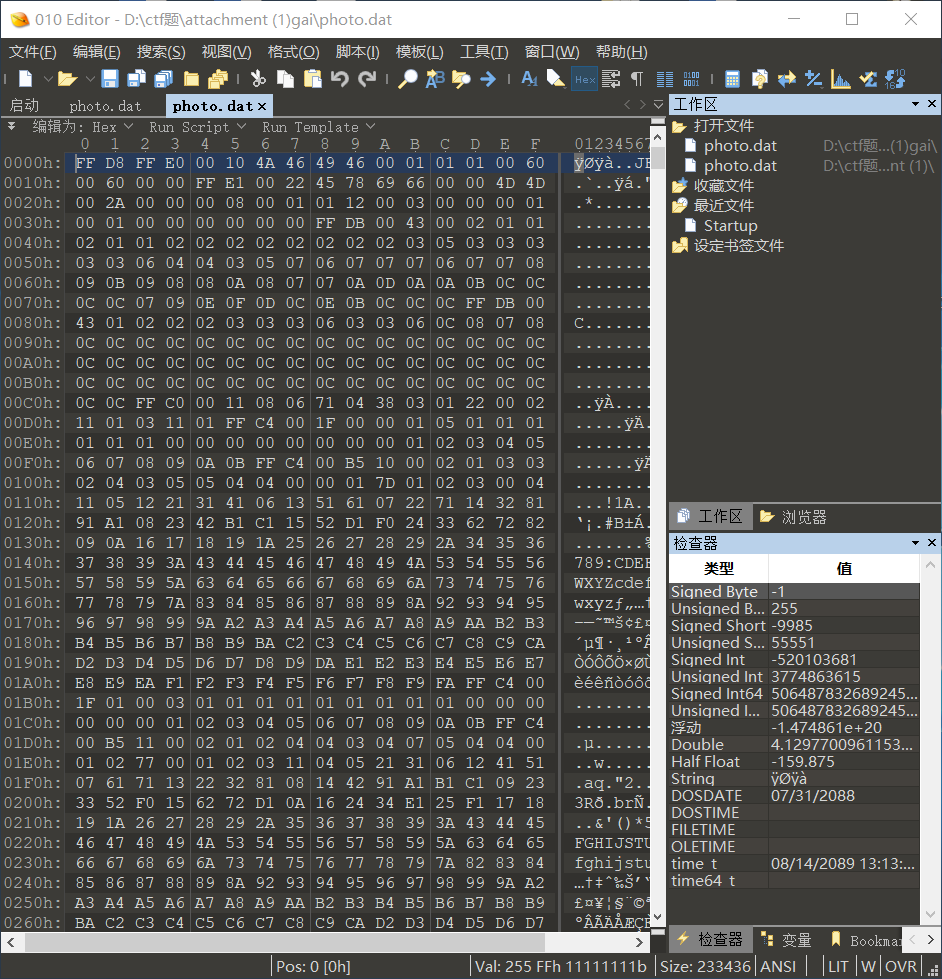 010 Editor - D:\ctf题\attachment (1)gai\photo.dat
文件(F) 编辑(E) 搜索(S) 视图(V) 格式(O) 脚本(I) 模板(L) 工具(T) 窗口(W) 帮助(H)
启动 photo.dat photo.dat ×
编辑为: Hex Run Script Run Template
0 1 2 3 4 5 6 7 8 9 A B C D E F 01234567
0000h: FF D8 FF E0 00 10 4A 46 49 46 00 01 01 01 00 60 ÿØÿà..JF
0010h: 00 60 00 00 FF E1 00 22 45 78 69 66 00 00 4D 4D .`..ÿá."
0020h: 00 2A 00 00 00 08 00 01 01 12 00 03 00 00 00 01 .*......
0030h: 00 01 00 00 00 00 00 00 FF DB 00 43 00 02 01 01 ........
0040h: 02 01 01 02 02 02 02 02 02 02 02 03 05 03 03 03 ........
0050h: 03 03 06 04 04 03 05 07 06 07 07 07 06 07 07 08 ........
0060h: 09 0B 09 08 08 0A 08 07 07 0A 0D 0A 0A 0B 0C 0C ........
0070h: 0C 0C 07 09 0E 0F 0D 0C 0E 0B 0C 0C 0C FF DB 00 ........
0080h: 43 01 02 02 02 03 03 03 06 03 03 06 0C 08 07 08 C.......
0090h: 0C 0C 0C 0C 0C 0C 0C 0C 0C 0C 0C 0C 0C 0C 0C 0C ........
00A0h: 0C 0C 0C 0C 0C 0C 0C 0C 0C 0C 0C 0C 0C 0C 0C 0C ........
00B0h: 0C 0C 0C 0C 0C 0C 0C 0C 0C 0C 0C 0C 0C 0C 0C 0C ........
00C0h: 0C 0C FF C0 00 11 08 06 71 04 38 03 01 22 00 02 ..ÿÀ....
00D0h: 11 01 03 11 01 FF C4 00 1F 00 00 01 05 01 01 01 .....ÿÄ.
00E0h: 01 01 01 00 00 00 00 00 00 00 00 01 02 03 04 05 ........
00F0h: 06 07 08 09 0A 0B FF C4 00 B5 10 00 02 01 03 03 ......ÿÄ
0100h: 02 04 03 05 05 04 04 00 00 01 7D 01 02 03 00 04 ........
0110h: 11 05 12 21 31 41 06 13 51 61 07 22 71 14 32 81 ...!1A..
0120h: 91 A1 08 23 42 B1 C1 15 52 D1 F0 24 33 62 72 82 ‘¡.#B±Á.
0130h: 09 0A 16 17 18 19 1A 25 26 27 28 29 2A 34 35 36 .......%
0140h: 37 38 39 3A 43 44 45 46 47 48 49 4A 53 54 55 56 789:CDEF
0150h: 57 58 59 5A 63 64 65 66 67 68 69 6A 73 74 75 76 WXYZcdef
0160h: 77 78 79 7A 83 84 85 86 87 88 89 8A 92 93 94 95 wxyzƒ„…†
0170h: 96 97 98 99 9A A2 A3 A4 A5 A6 A7 A8 A9 AA B2 B3 –—˜™š¢£¤
0180h: B4 B5 B6 B7 B8 B9 BA C2 C3 C4 C5 C6 C7 C8 C9 CA ´µ¶·¸¹ºÂ
0190h: D2 D3 D4 D5 D6 D7 D8 D9 DA E1 E2 E3 E4 E5 E6 E7 ÒÓÔÕÖ×ØÙ
01A0h: E8 E9 EA F1 F2 F3 F4 F5 F6 F7 F8 F9 FA FF C4 00 èéêñòóôõ
01B0h: 1F 01 00 03 01 01 01 01 01 01 01 01 01 00 00 00 ........
01C0h: 00 00 00 01 02 03 04 05 06 07 08 09 0A 0B FF C4 ........
01D0h: 00 B5 11 00 02 01 02 04 04 03 04 07 05 04 04 00 .µ......
01E0h: 01 02 77 00 01 02 03 11 04 05 21 31 06 12 41 51 ..w.....
01F0h: 07 61 71 13 22 32 81 08 14 42 91 A1 B1 C1 09 23 .aq."2..
0200h: 33 52 F0 15 62 72 D1 0A 16 24 34 E1 25 F1 17 18 3Rð.brÑ.
0210h: 19 1A 26 27 28 29 2A 35 36 37 38 39 3A 43 44 45 ..&'()*5
0220h: 46 47 48 49 4A 53 54 55 56 57 58 59 5A 63 64 65 FGHIJSTU
0230h: 66 67 68 69 6A 73 74 75 76 77 78 79 7A 82 83 84 fghijstu
0240h: 85 86 87 88 89 8A 92 93 94 95 96 97 98 99 9A A2 …†‡ˆ‰Š’“
0250h: A3 A4 A5 A6 A7 A8 A9 AA B2 B3 B4 B5 B6 B7 B8 B9 £¤¥¦§¨©ª
0260h: BA C2 C3 C4 C5 C6 C7 C8 C9 CA D2 D3 D4 D5 D6 D7 ºÂÃÄÅÆÇÈ
工作区
打开文件
photo.dat D:\ctf题...(1)gai\
photo.dat D:\ctf题...nt (1)\
收藏文件
最近文件
Startup
设定书签文件
工作区 浏览器
检查器
类型 值
Signed Byte -1
Unsigned B... 255
Signed Short -9985
Unsigned S... 55551
Signed Int -520103681
Unsigned Int 3774863615
Signed Int64 506487832689245...
Unsigned I... 506487832689245...
浮动 -1.474861e+20
Double 4.1297700961153...
Half Float -159.875
String ÿØÿà
DOSDATE 07/31/2088
DOSTIME
FILETIME
OLETIME
time_t 08/14/2089 13:13:...
time64_t
检查器 变量 Bookmar
Pos: 0 [0h] Val: 255 FFh 11111111b Size: 233436 ANSI LIT W OVR